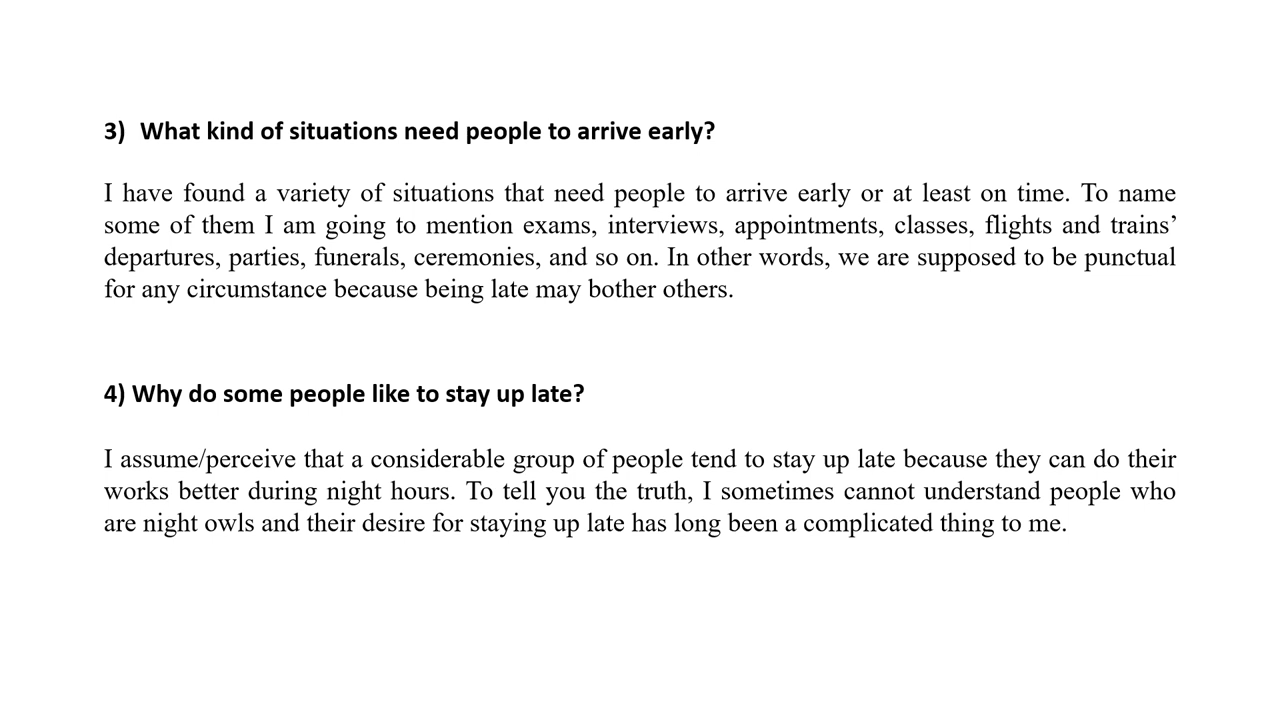 3) What kind of situations need people to arrive early?
I have found a variety of situations that need people to arrive early or at least on time. To name
some of them I am going to mention exams, interviews, appointments, classes, flights and trains’
departures, parties, funerals, ceremonies, and so on. In other words, we are supposed to be punctual
for any circumstance because being late may bother others.
4) Why do some people like to stay up late?
I assume/perceive that a considerable group of people tend to stay up late because they can do their
works better during night hours. To tell you the truth, I sometimes cannot understand people who
are night owls and their desire for staying up late has long been a complicated thing to me.